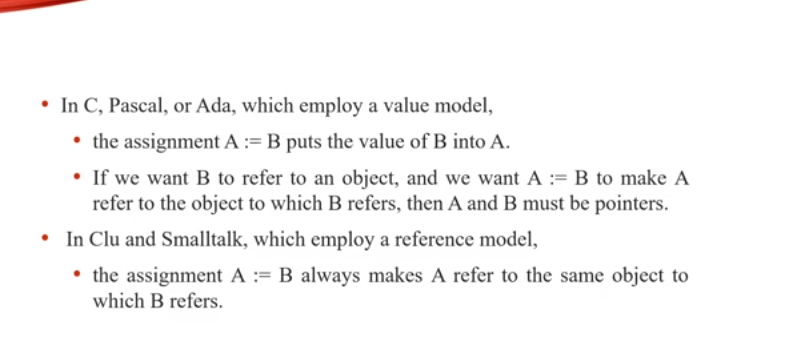 • In C, Pascal, or Ada, which employ a value model,
• the assignment A := B puts the value of B into A.
• If we want B to refer to an object, and we want A := B to make A
refer to the object to which B refers, then A and B must be pointers.
• In Clu and Smalltalk, which employ a reference model,
• the assignment A := B always makes A refer to the same object to
which B refers.